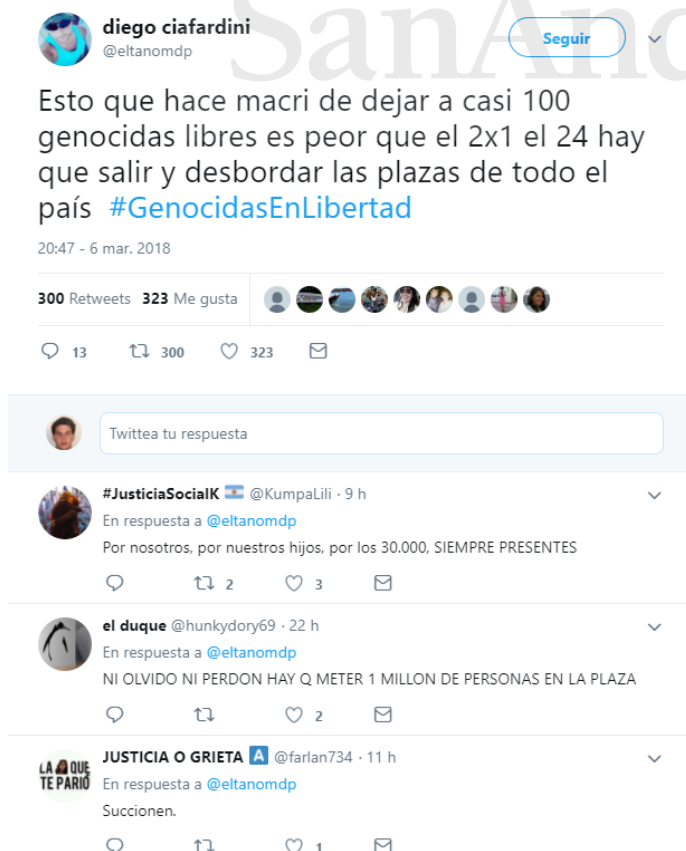 SanAnd
diego ciafardini
@eltanomdp
Seguir
Esto que hace macri de dejar a casi 100
genocidas libres es peor que el 2x1 el 24 hay
que salir y desbordar las plazas de todo el
país #GenocidasEnLibertad
20:47 - 6 mar. 2018
300 Retweets 323 Me gusta
13 300 323
Twittea tu respuesta
#JusticiaSocialK @KumpaLili · 9 h
En respuesta a @eltanomdp
Por nosotros, por nuestros hijos, por los 30.000, SIEMPRE PRESENTES
2 3
el duque @hunkydory69 · 22 h
En respuesta a @eltanomdp
NI OLVIDO NI PERDON HAY Q METER 1 MILLON DE PERSONAS EN LA PLAZA
2
LA QUE
TE PARIÓ
JUSTICIA O GRIETA A @farlan734 · 11 h
En respuesta a @eltanomdp
Succionen.
1